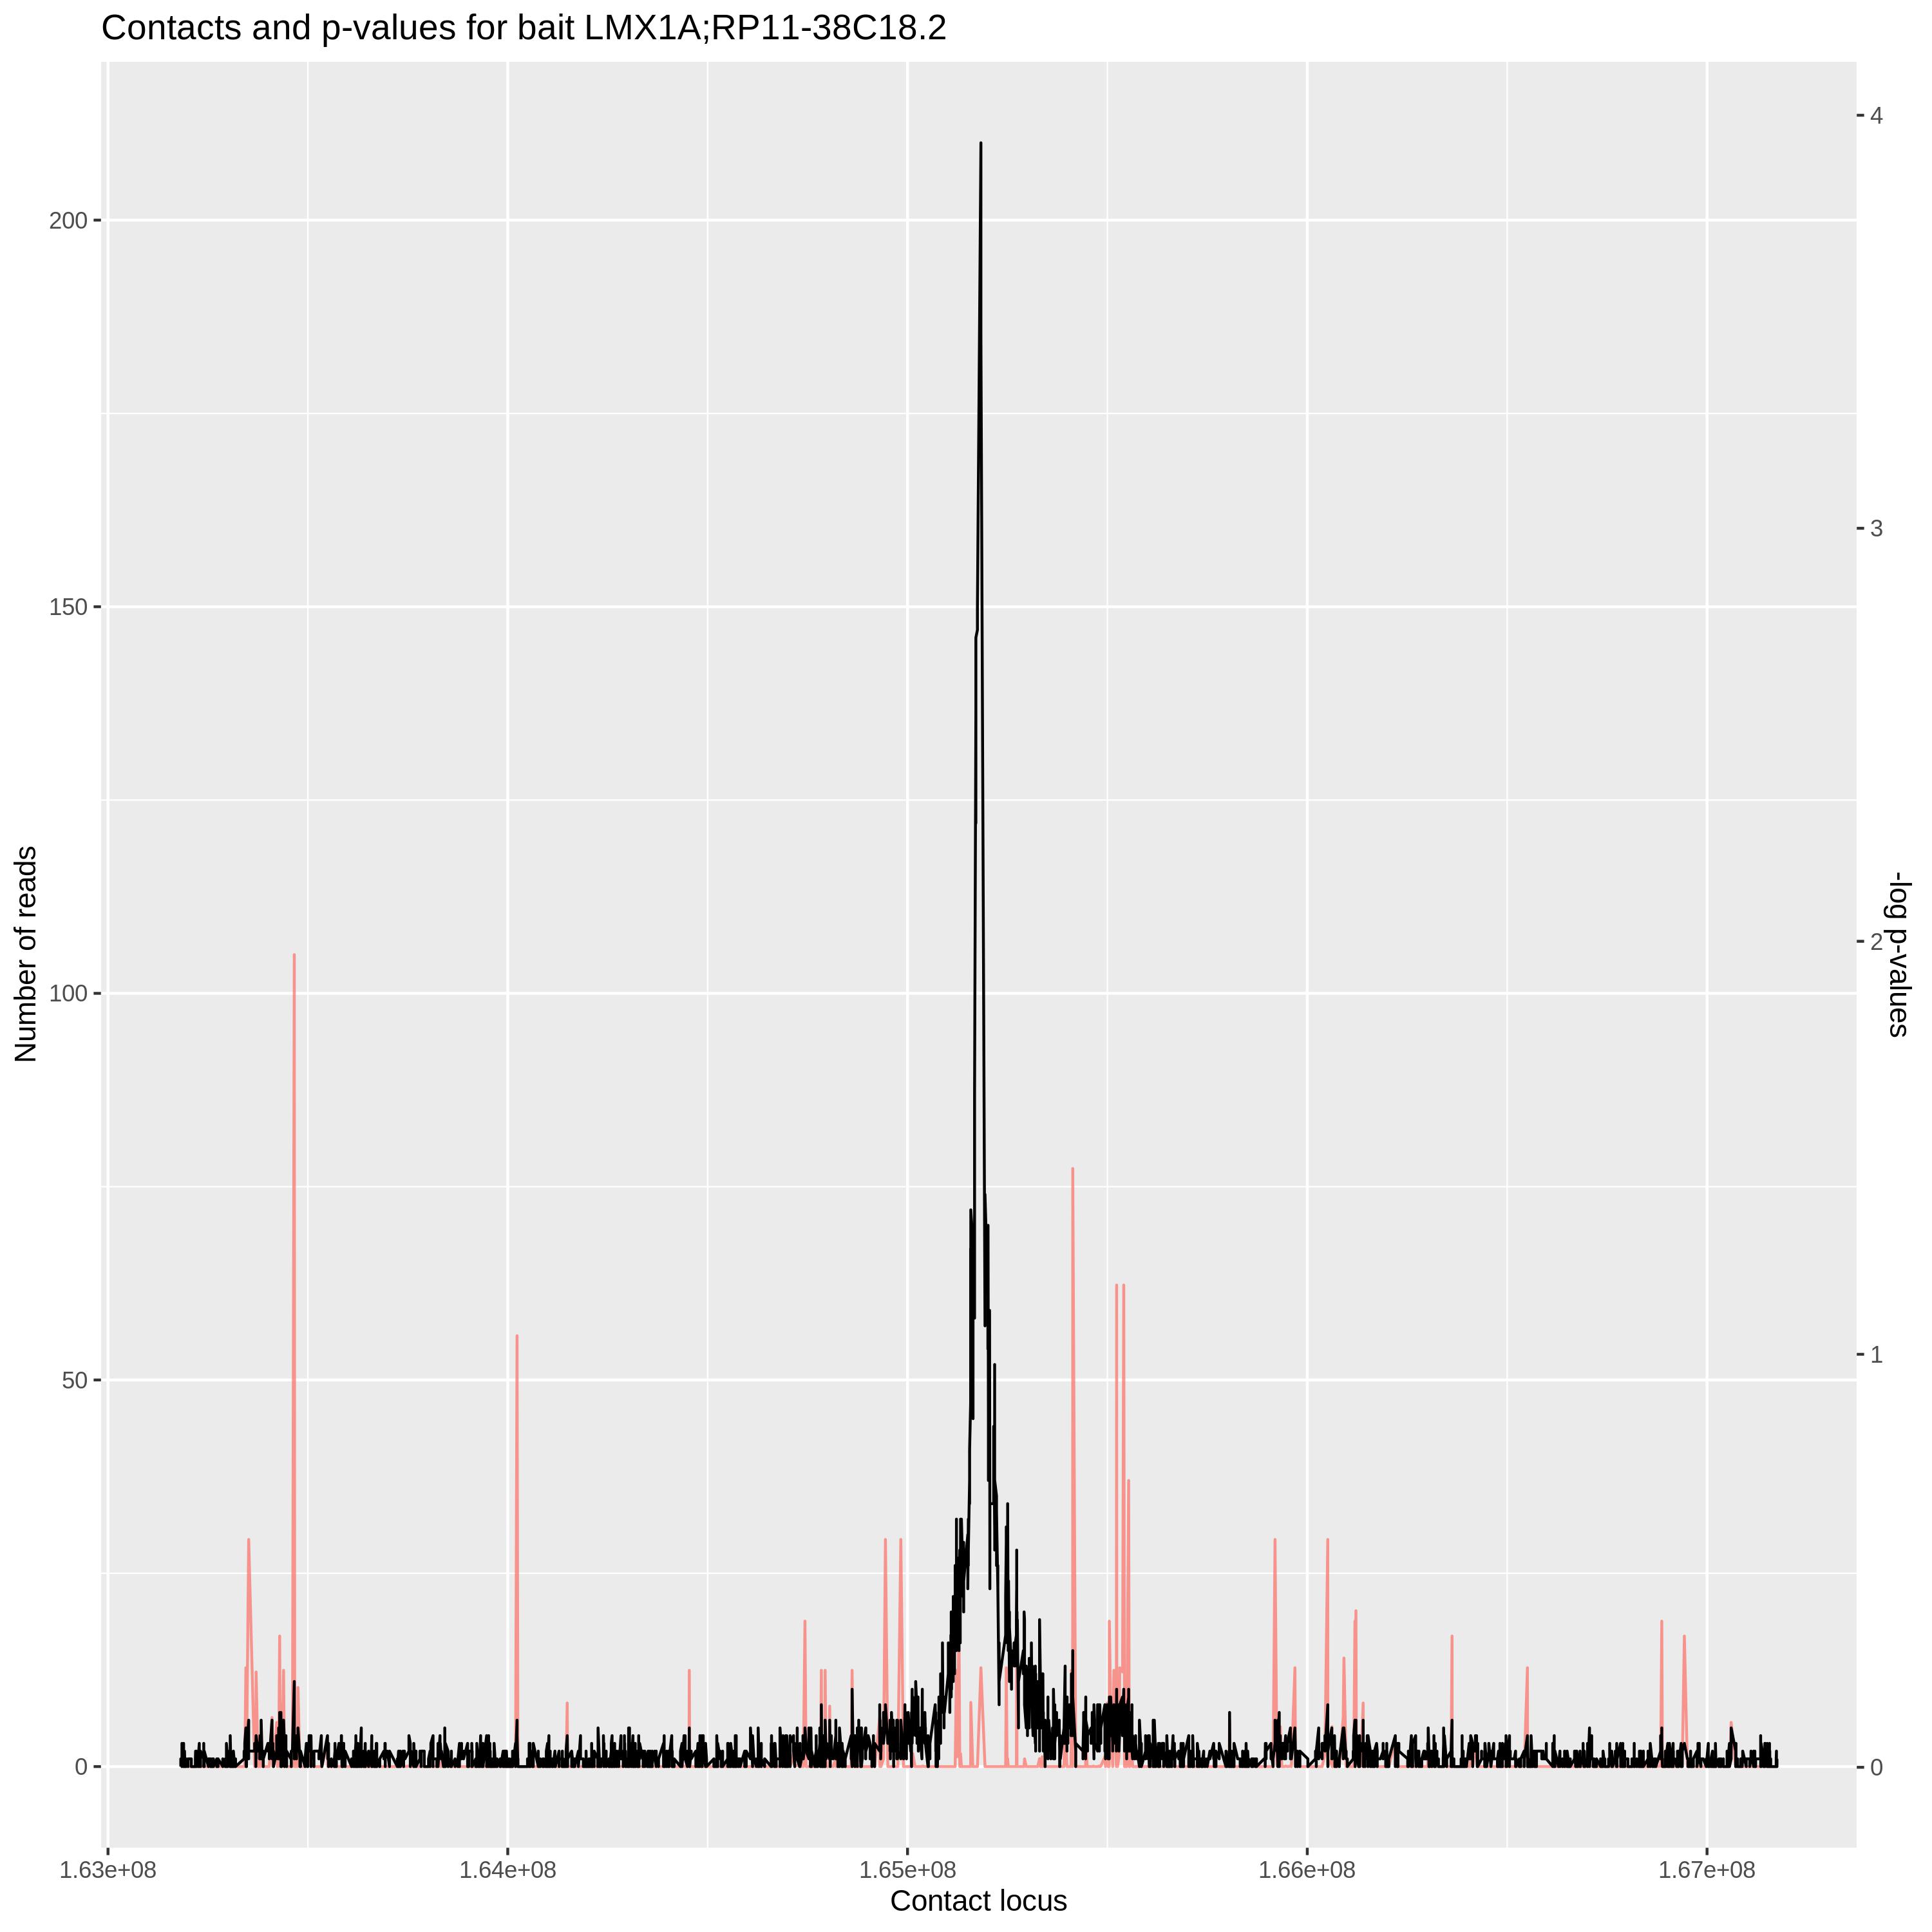 Contacts and p-values for bait LMX1A;RP11-38C18.2
200
150
100
50
0
Number of reads
4
3
2
1
0
-log p-values
1.63e+08 1.64e+08 1.65e+08 1.66e+08 1.67e+08
Contact locus